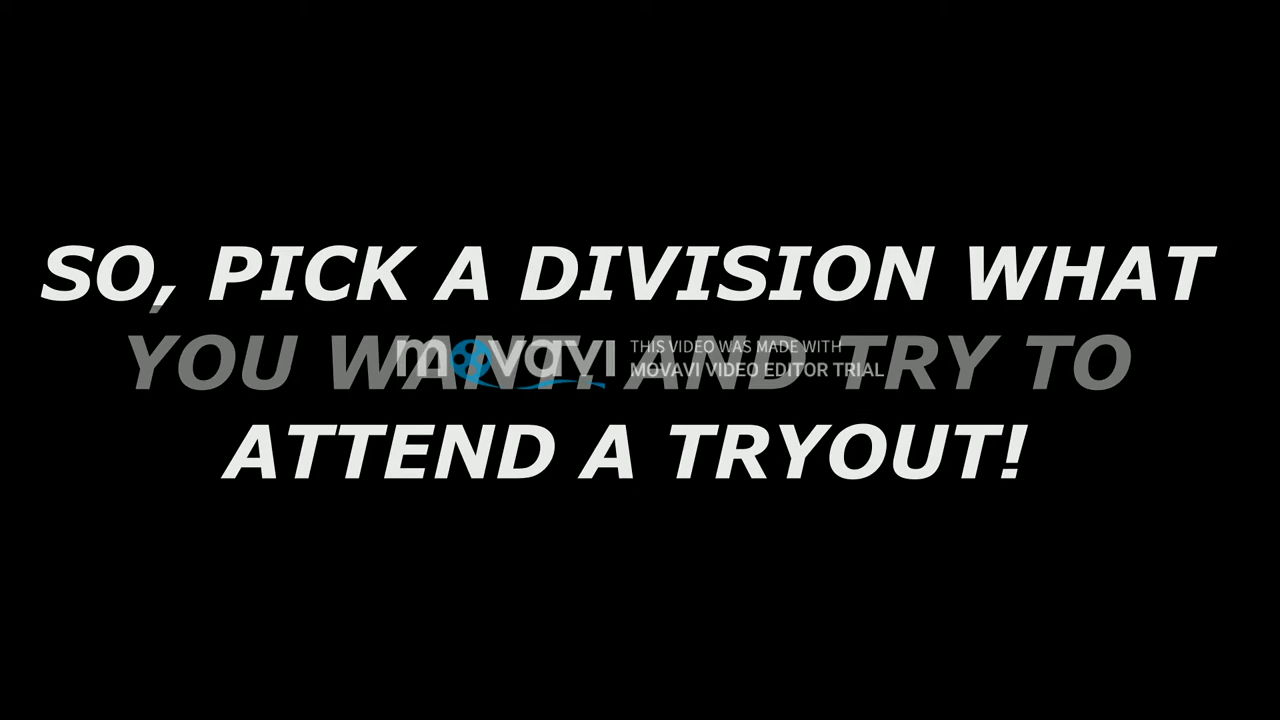 SO, PICK A DIVISION WHAT
YOU WANT. AND TRY TO
movavi
THIS VIDEO WAS MADE WITH
MOVAVI VIDEO EDITOR TRIAL
ATTEND A TRYOUT!